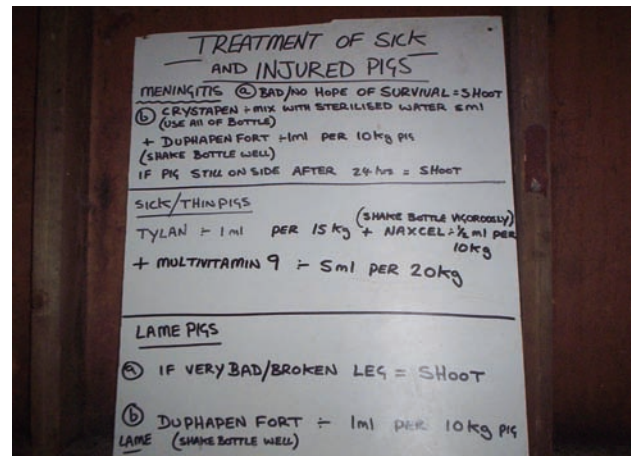 TREATMENT OF SICK
AND INJURED PIGS
MENINGITIS ⓐ BAD/NO HOPE OF SURVIVAL = SHOOT
ⓑ CRYSTAPEN ÷ MIX WITH STERILISED WATER 5ml
(USE All OF BOTTLE)
+ DUPHAPEN FORT ÷ 1ml PER 10kg PIG
(SHAKE BOTTLE WELL)
IF PIG STILL ON SIDE AFTER 24hrs = SHOOT
SICK/THIN PIGS
(SHAKE BOTTLE VIGOROUSLY)
TYLAN ÷ 1ml PER 15kg + NAXCEL ÷ ½ ml PER
10kg
+ MULTIVITAMIN 9 ÷ 5ml PER 20kg
LAME PIGS
ⓐ IF VERY BAD/BROKEN LEG = SHOOT
ⓑ DUPHAPEN FORT ÷ 1ml PER 10kg PIG
LAME (SHAKE BOTTLE WELL)